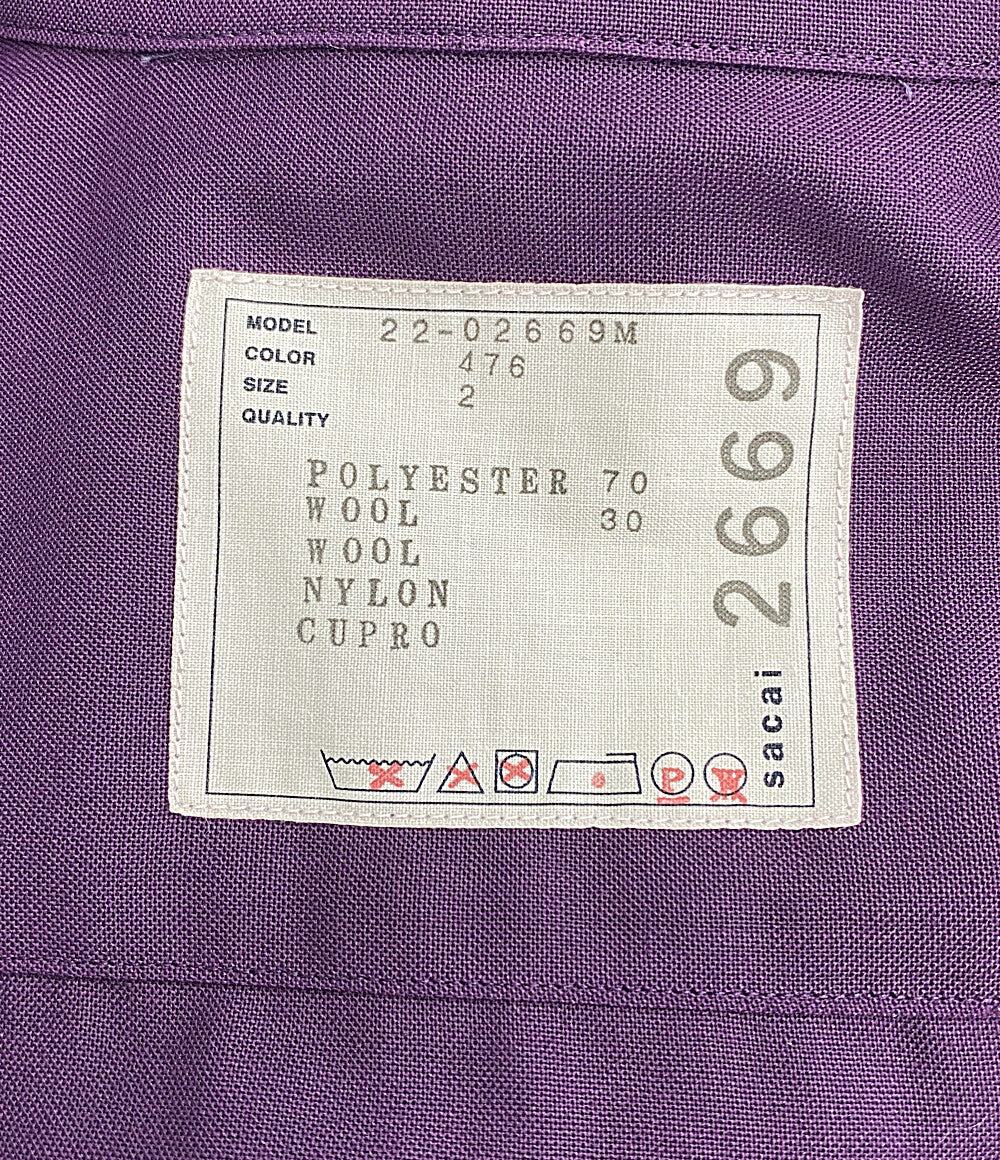 MODEL 22-02669M
COLOR 476
SIZE 2
QUALITY
POLYESTER 70
WOOL 30
WOOL
NYLON
CUPRO
P
W
sacai 2669